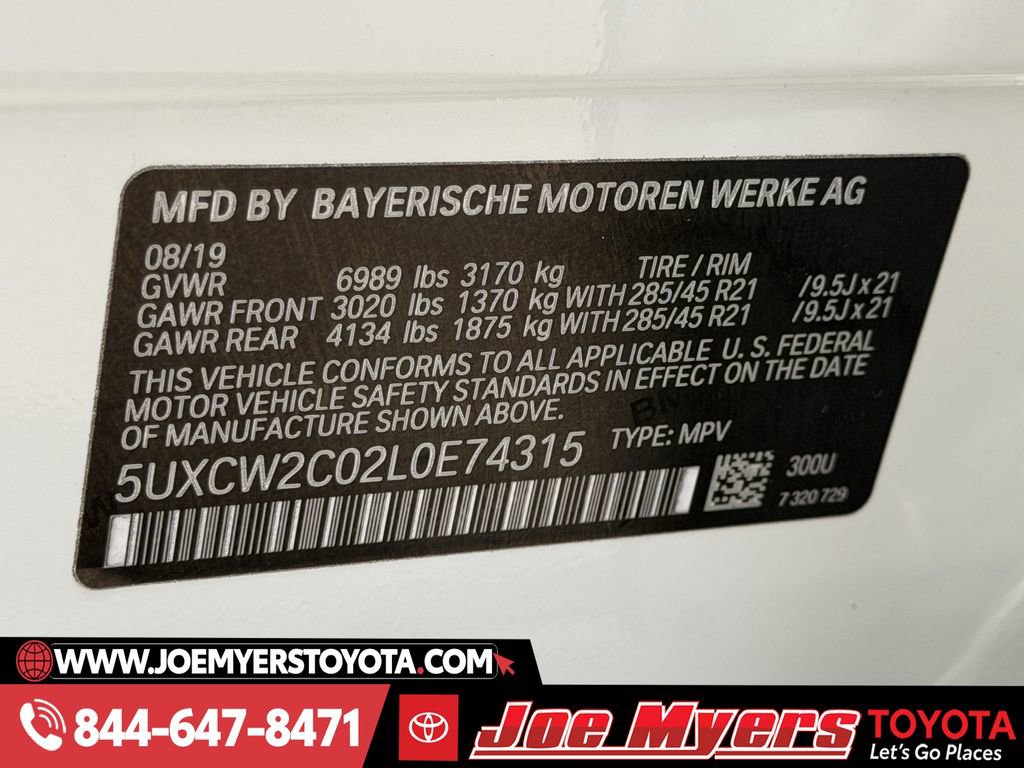 MFD BY BAYERISCHE MOTOREN WERKE AG
08/19
GVWR 6989 lbs 3170 kg TIRE / RIM
GAWR FRONT 3020 lbs 1370 kg WITH 285/45 R21 /9.5J x 21
GAWR REAR 4134 lbs 1875 kg WITH 285/45 R21 /9.5J x 21
THIS VEHICLE CONFORMS TO ALL APPLICABLE U. S. FEDERAL
MOTOR VEHICLE SAFETY STANDARDS IN EFFECT ON THE DATE
OF MANUFACTURE SHOWN ABOVE.
5UXCW2C02L0E74315 TYPE: MPV
300U
7 320 729
WWW.JOEMYERSTOYOTA.COM
844-647-8471
Joe Myers TOYOTA
Let's Go Places